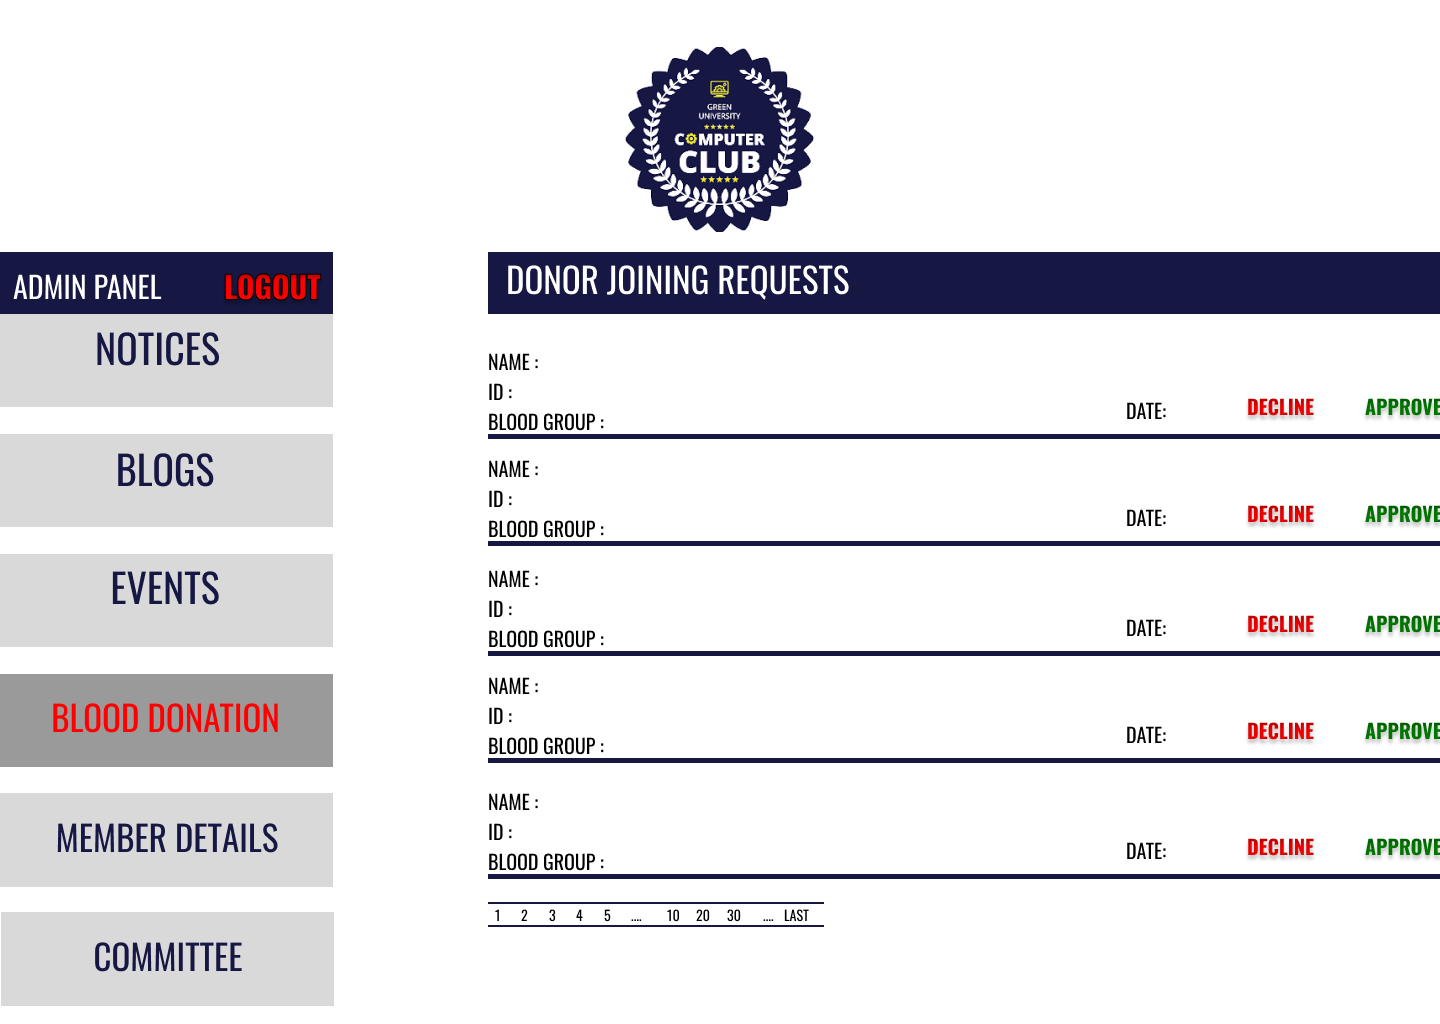 GREEN
UNIVERSITY
COMPUTER
CLUB
ADMIN PANEL LOGOUT
NOTICES
BLOGS
EVENTS
BLOOD DONATION
MEMBER DETAILS
COMMITTEE
DONOR JOINING REQUESTS
NAME :
ID :
BLOOD GROUP :
DATE: DECLINE APPROVE
NAME :
ID :
BLOOD GROUP :
DATE: DECLINE APPROVE
NAME :
ID :
BLOOD GROUP :
DATE: DECLINE APPROVE
NAME :
ID :
BLOOD GROUP :
DATE: DECLINE APPROVE
NAME :
ID :
BLOOD GROUP :
DATE: DECLINE APPROVE
1 2 3 4 5 .... 10 20 30 .... LAST